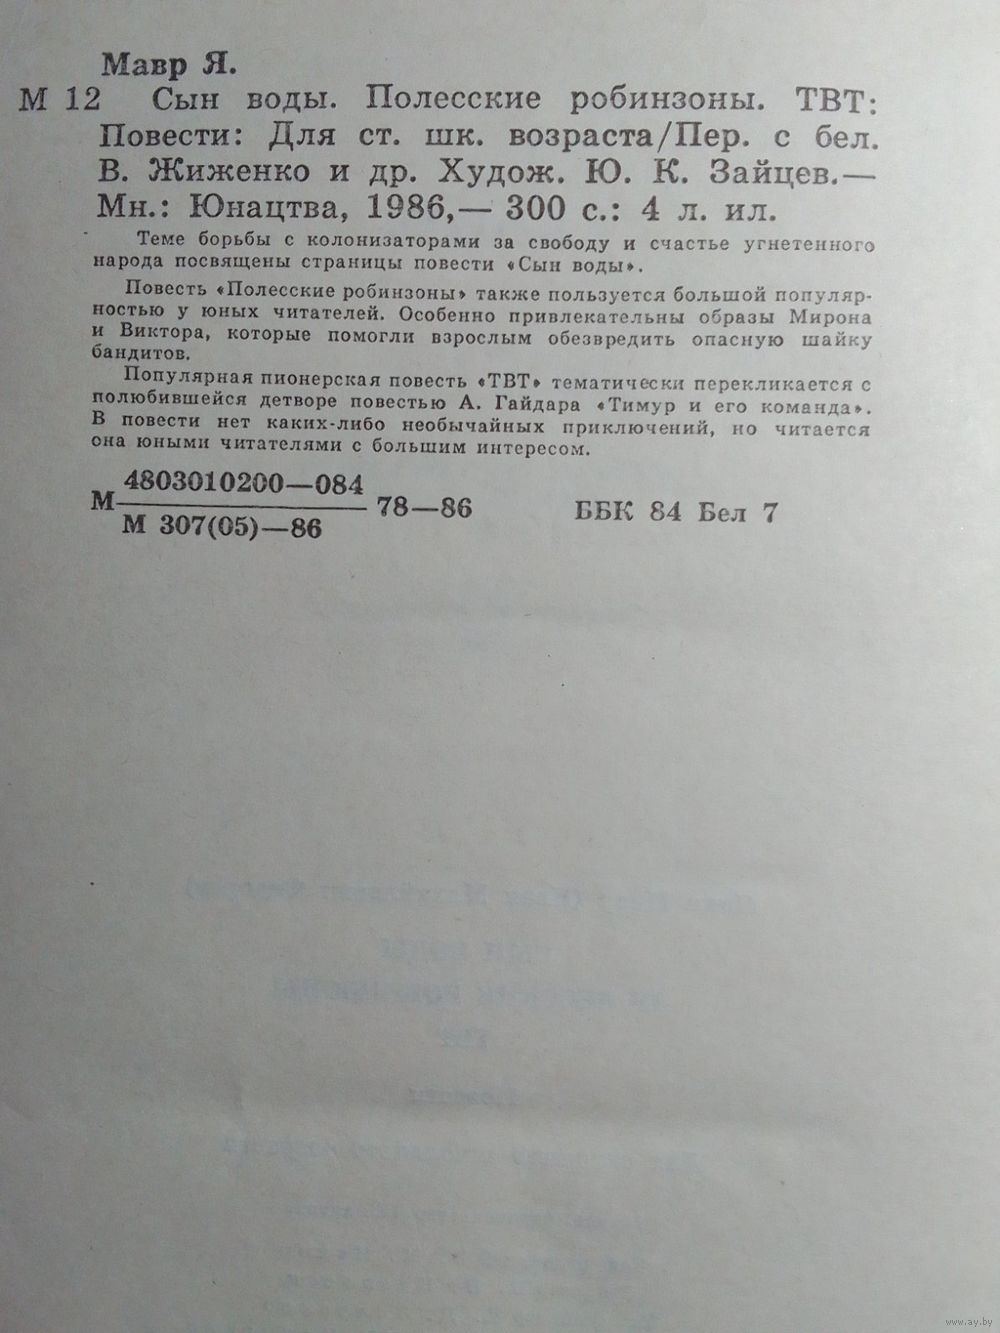 Мавр Я.
М 12 Сын воды. Полесские робинзоны. ТВТ:
Повести: Для ст. шк. возраста/Пер. с бел.
В. Жиженко и др. Худож. Ю. К. Зайцев.—
Мн.: Юнацтва, 1986,— 300 с.: 4 л. ил.
Теме борьбы с колонизаторами за свободу и счастье угнетенного
народа посвящены страницы повести «Сын воды».
Повесть «Полесские робинзоны» также пользуется большой популяр-
ностью у юных читателей. Особенно привлекательны образы Мирона
и Виктора, которые помогли взрослым обезвредить опасную шайку
бандитов.
Популярная пионерская повесть «ТВТ» тематически перекликается с
полюбившейся детворе повестью А. Гайдара «Тимур и его команда».
В повести нет каких-либо необычайных приключений, но читается
она юными читателями с большим интересом.
4803010200—084
М 78—86 ББК 84 Бел 7
М 307(05)—86
www.ay.by